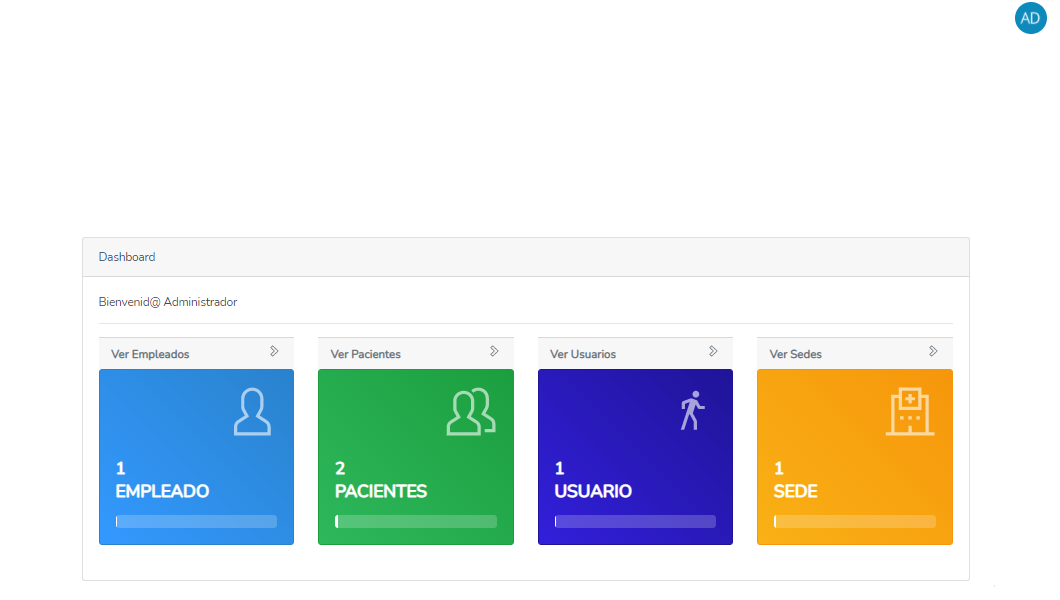 AD
Dashboard
Bienvenid@ Administrador
Ver Empleados
1
EMPLEADO
Ver Pacientes
2
PACIENTES
Ver Usuarios
1
USUARIO
Ver Sedes
1
SEDE